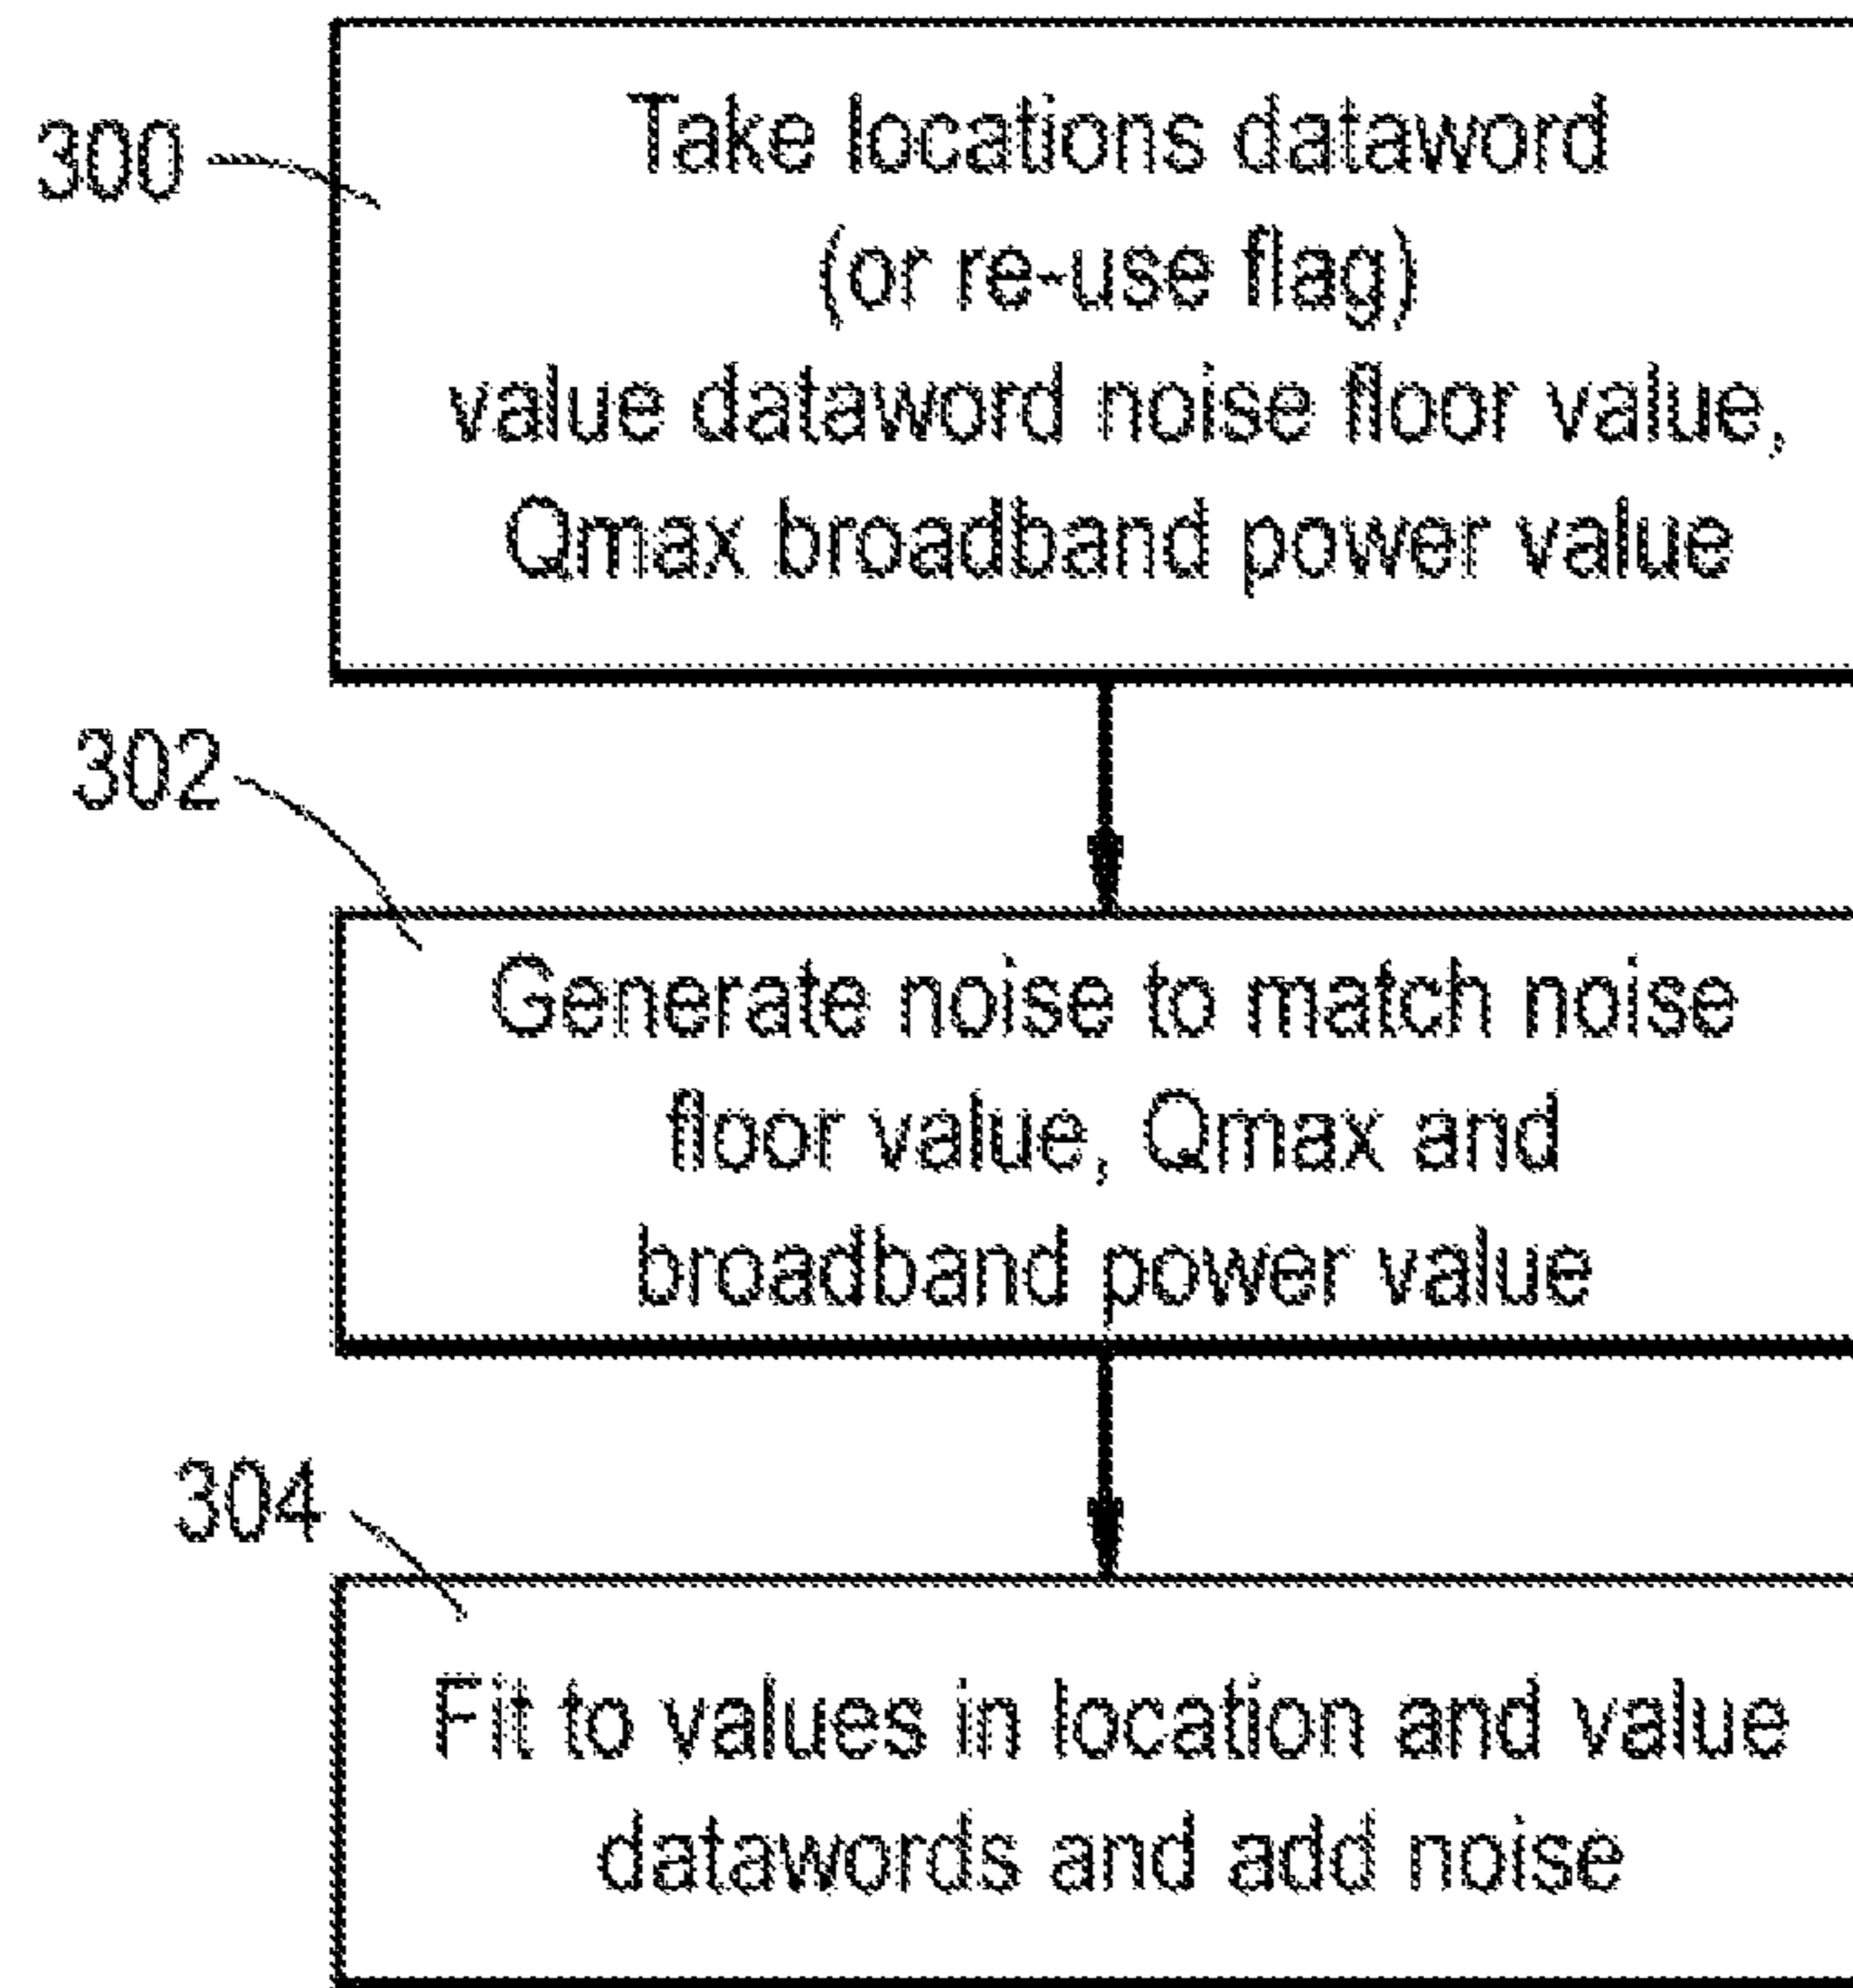 300
Take locations dataword
(or re-use flag)
value dataword noise floor value,
Qmax broadband power value
302
Generate noise to match noise
floor value, Qmax and
broadband power value
304
Fit to values in location and value
datawords and add noise